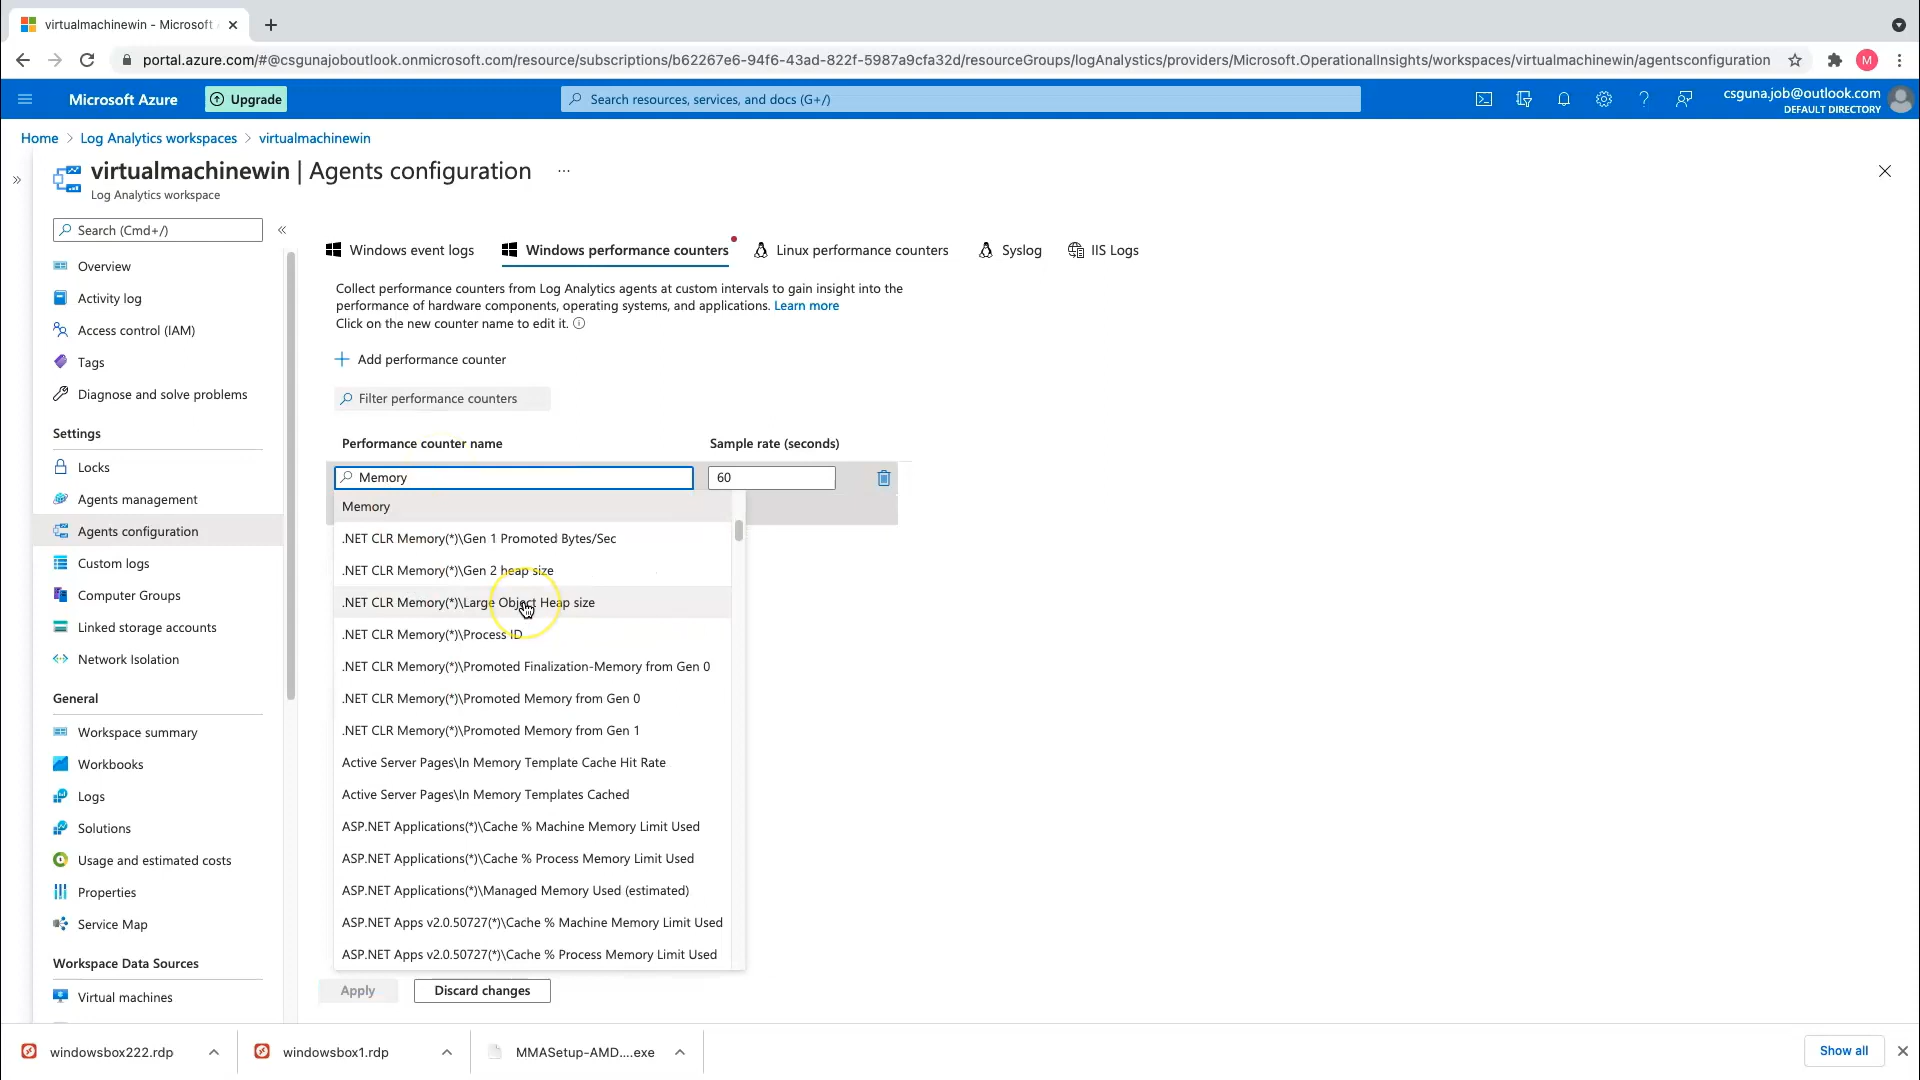 virtualmachinewin - Microsoft
portal.azure.com/#@csgunajoboutlook.onmicrosoft.com/resource/subscriptions/b62267e6-94f6-43ad-822f-5987a9cfa32d/resourceGroups/logAnalystics/providers/Microsoft.OperationalInsights/workspaces/virtualmachinewin/agentsconfiguration
M
Microsoft Azure
Upgrade
Search resources, services, and docs (G+/)
csguna.job@outlook.com
DEFAULT DIRECTORY
Home > Log Analytics workspaces > virtualmachinewin
virtualmachinewin | Agents configuration ...
Log Analytics workspace
Search (Cmd+/)
Overview
Activity log
Access control (IAM)
Tags
Diagnose and solve problems
Settings
Locks
Agents management
Agents configuration
Custom logs
Computer Groups
Linked storage accounts
Network Isolation
General
Workspace summary
Workbooks
Logs
Solutions
Usage and estimated costs
Properties
Service Map
Workspace Data Sources
Virtual machines
Windows event logs
Windows performance counters
Linux performance counters
Syslog
IIS Logs
Collect performance counters from Log Analytics agents at custom intervals to gain insight into the
performance of hardware components, operating systems, and applications. Learn more
Click on the new counter name to edit it.
Add performance counter
Filter performance counters
Performance counter name
Sample rate (seconds)
Memory
60
Memory
.NET CLR Memory(*)\Gen 1 Promoted Bytes/Sec
.NET CLR Memory(*)\Gen 2 heap size
.NET CLR Memory(*)\Large Object Heap size
.NET CLR Memory(*)\Process ID
.NET CLR Memory(*)\Promoted Finalization-Memory from Gen 0
.NET CLR Memory(*)\Promoted Memory from Gen 0
.NET CLR Memory(*)\Promoted Memory from Gen 1
Active Server Pages\In Memory Template Cache Hit Rate
Active Server Pages\In Memory Templates Cached
ASP.NET Applications(*)\Cache % Machine Memory Limit Used
ASP.NET Applications(*)\Cache % Process Memory Limit Used
ASP.NET Applications(*)\Managed Memory Used (estimated)
ASP.NET Apps v2.0.50727(*)\Cache % Machine Memory Limit Used
ASP.NET Apps v2.0.50727(*)\Cache % Process Memory Limit Used
Apply
Discard changes
windowsbox222.rdp
windowsbox1.rdp
MMASetup-AMD....exe
Show all